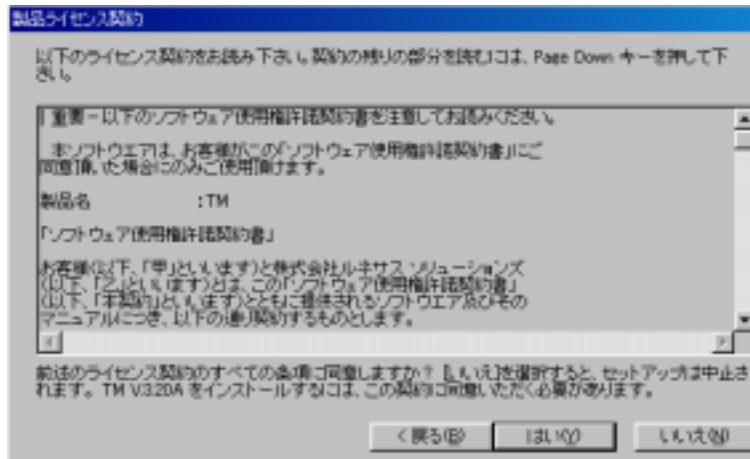 製品ライセンス契約
以下のライセンス契約をお読み下さい。契約の残りの部分を読むには、Page Down キーを押して下
さい。
重要－以下のソフトウェア使用権許諾契約書を注意してお読みください。
本ソフトウエアは、お客様がこの「ソフトウェア使用権許諾契約書」にご
同意頂いた場合にのみご使用頂けます。
製品名 :TM
「ソフトウェア使用権許諾契約書」
お客様（以下、「甲」といいます）と株式会社ルネサス ソリューションズ
（以下、「乙」といいます）とは、この「ソフトウェア使用権許諾契約書」
（以下、「本契約」といいます）とともに提供されるソフトウエア及びその
マニュアルにつき、以下の通り契約するものとします。
前述のライセンス契約のすべての条項に同意しますか？ [いいえ]を選択すると、セットアップは中止さ
れます。TM V.3.20A をインストールするには、この契約に同意いただく必要があります。
< 戻る(B) はい(Y) いいえ(N)